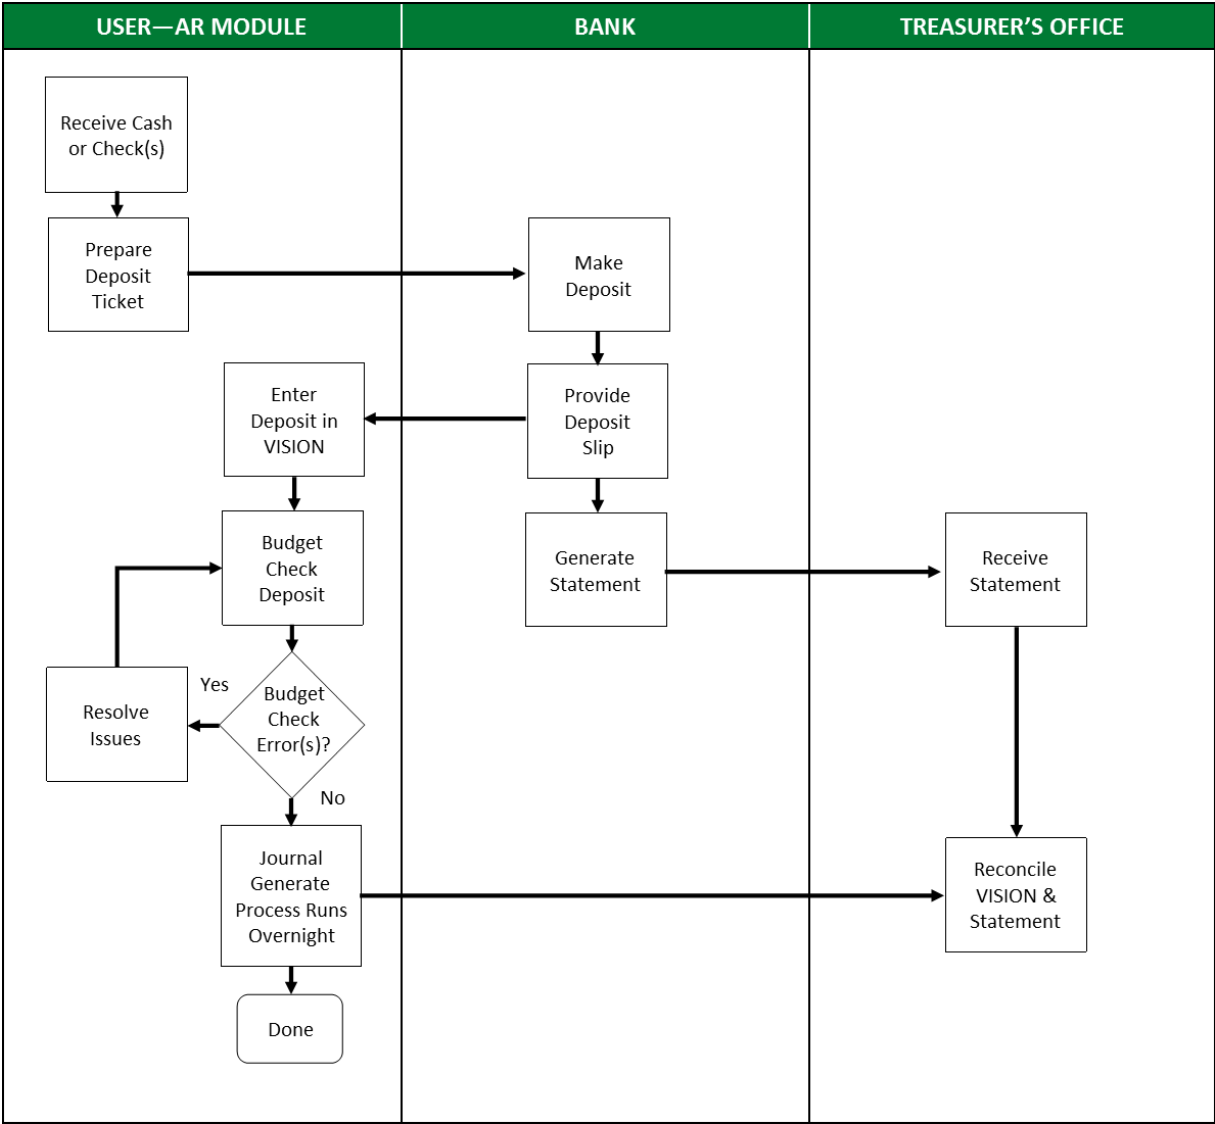 USER—AR MODULE
BANK
TREASURER’S OFFICE
Receive Cash
or Check(s)
Prepare
Deposit
Ticket
Make
Deposit
Enter
Deposit in
VISION
Provide
Deposit
Slip
Budget
Check
Deposit
Generate
Statement
Receive
Statement
Yes
Budget
Check
Error(s)?
Resolve
Issues
No
Journal
Generate
Process Runs
Overnight
Reconcile
VISION &
Statement
Done